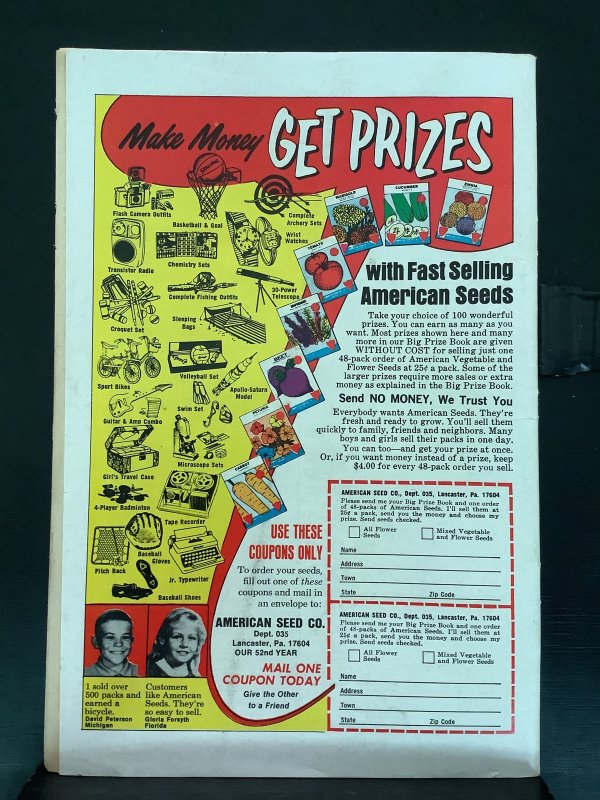 Make Money GET PRIZES
Flash Camera Outfits
Basketball & Goal
Complete
Archery Sets
Wrist
Watches
Transistor Radio
Chemistry Sets
Complete Fishing Outfits
30-Power
Telescope
Croquet Set
Sleeping
Bags
Sport Bikes
Volleyball Set
Apollo-Saturn
Model
Swim Set
Guitar & Amp Combo
Microscope Sets
Girl's Travel Case
4-Player Badminton
Tape Recorder
Baseball
Gloves
Pitch Back
Jr. Typewriter
Baseball Shoes
MARIGOLD
CUCUMBER
ZINNIA
TOMATO
BEET
PETUNIA
CARROT
with Fast Selling
American Seeds
Take your choice of 100 wonderful
prizes. You can earn as many as you
want. Most prizes shown here and many
more in our Big Prize Book are given
WITHOUT COST for selling just one
48-pack order of American Vegetable and
Flower Seeds at 25¢ a pack. Some of the
larger prizes require more sales or extra
money as explained in the Big Prize Book.
Send NO MONEY, We Trust You
Everybody wants American Seeds. They're
fresh and ready to grow. You'll sell them
quickly to family, friends and neighbors. Many
boys and girls sell their packs in one day.
You can too—and get your prize at once.
Or, if you want money instead of a prize, keep
$4.00 for every 48-pack order you sell.
USE THESE
COUPONS ONLY
To order your seeds,
fill out one of these
coupons and mail in
an envelope to:
AMERICAN SEED CO.
Dept. 035
Lancaster, Pa. 17604
OUR 52nd YEAR
MAIL ONE
COUPON TODAY
Give the Other
to a Friend
I sold over
500 packs and
earned a
bicycle.
David Peterson
Michigan
Customers
like American
Seeds. They're
so easy to sell.
Gloria Forsyth
Florida
AMERICAN SEED CO., Dept. 035, Lancaster, Pa. 17604
Please send me your Big Prize Book and one order
of 48-packs of American Seeds. I'll sell them at
25¢ a pack, send you the money and choose my
prize. Send seeds checked.
All Flower
Seeds
Mixed Vegetable
and Flower Seeds
Name
Address
Town
State Zip Code
AMERICAN SEED CO., Dept. 035, Lancaster, Pa. 17604
Please send me your Big Prize Book and one order
of 48-packs of American Seeds. I'll sell them at
25¢ a pack, send you the money and choose my
prize. Send seeds checked.
All Flower
Seeds
Mixed Vegetable
and Flower Seeds
Name
Address
Town
State Zip Code